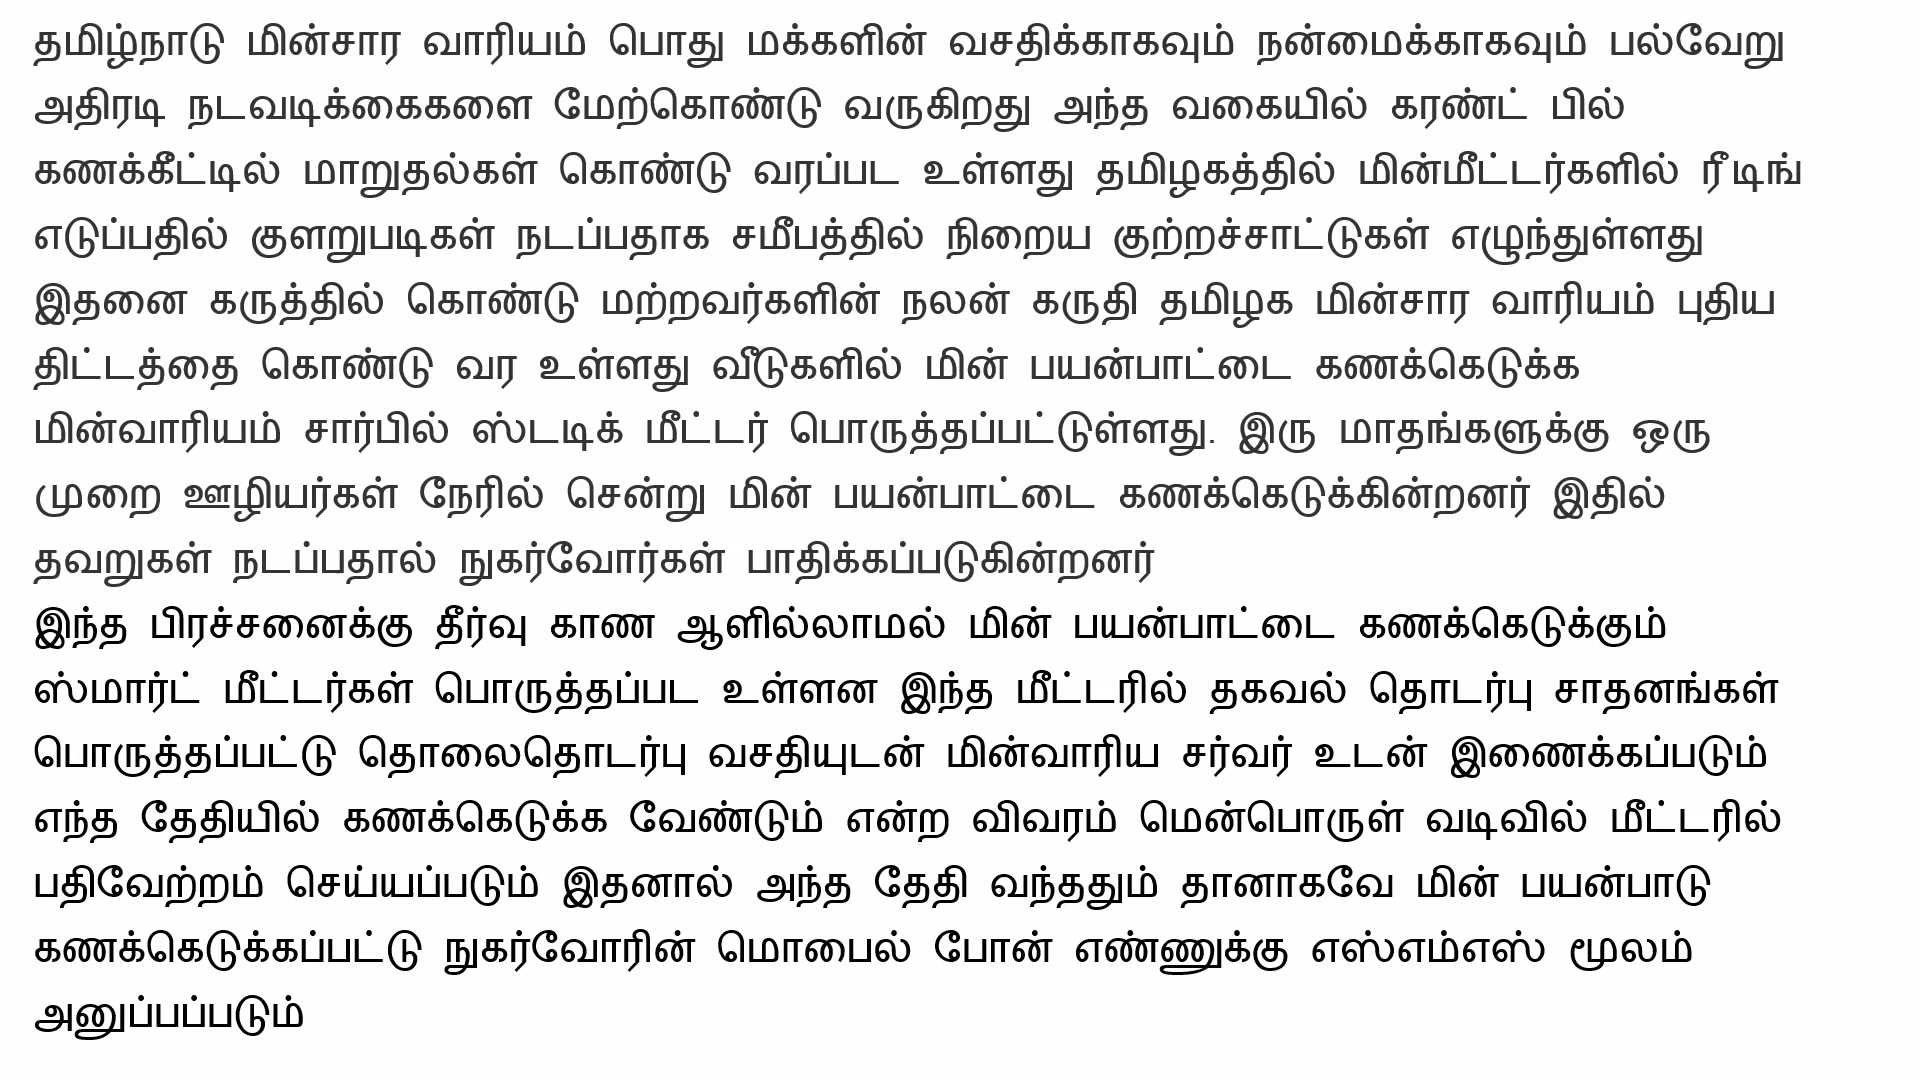 தமிழ்நாடு மின்சார வாரியம் பொது மக்களின் வசதிக்காகவும் நன்மைக்காகவும் பல்வேறு
அதிரடி நடவடிக்கைகளை மேற்கொண்டு வருகிறது அந்த வகையில் கரண்ட் பில்
கணக்கீட்டில் மாறுதல்கள் கொண்டு வரப்பட உள்ளது தமிழகத்தில் மின்மீட்டர்களில் ரீடிங்
எடுப்பதில் குளறுபடிகள் நடப்பதாக சமீபத்தில் நிறைய குற்றச்சாட்டுகள் எழுந்துள்ளது
இதனை கருத்தில் கொண்டு மற்றவர்களின் நலன் கருதி தமிழக மின்சார வாரியம் புதிய
திட்டத்தை கொண்டு வர உள்ளது வீடுகளில் மின் பயன்பாட்டை கணக்கெடுக்க
மின்வாரியம் சார்பில் ஸ்டடிக் மீட்டர் பொருத்தப்பட்டுள்ளது. இரு மாதங்களுக்கு ஒரு
முறை ஊழியர்கள் நேரில் சென்று மின் பயன்பாட்டை கணக்கெடுக்கின்றனர் இதில்
தவறுகள் நடப்பதால் நுகர்வோர்கள் பாதிக்கப்படுகின்றனர்
இந்த பிரச்சனைக்கு தீர்வு காண ஆளில்லாமல் மின் பயன்பாட்டை கணக்கெடுக்கும்
ஸ்மார்ட் மீட்டர்கள் பொருத்தப்பட உள்ளன இந்த மீட்டரில் தகவல் தொடர்பு சாதனங்கள்
பொருத்தப்பட்டு தொலைதொடர்பு வசதியுடன் மின்வாரிய சர்வர் உடன் இணைக்கப்படும்
எந்த தேதியில் கணக்கெடுக்க வேண்டும் என்ற விவரம் மென்பொருள் வடிவில் மீட்டரில்
பதிவேற்றம் செய்யப்படும் இதனால் அந்த தேதி வந்ததும் தானாகவே மின் பயன்பாடு
கணக்கெடுக்கப்பட்டு நுகர்வோரின் மொபைல் போன் எண்ணுக்கு எஸ்எம்எஸ் மூலம்
அனுப்பப்படும்